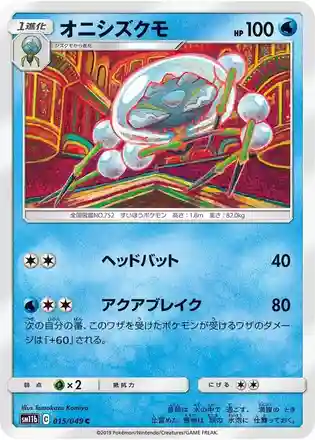 1進化
オニシズクモ
HP 100
シズクモから進化
全国図鑑NO.752 すいほうポケモン 高さ:1.8m 重さ:82.0kg
ヘッドバット 40
アクアブレイク 80
次の自分の番、このワザを受けたポケモンが受けるワザのダメージは「+60」される。
弱点 ×2 抵抗力 にげる
Illus. Tomokazu Komiya
SM11b C 015/049 C
©2019 Pokémon/Nintendo/Creatures/GAME FREAK.